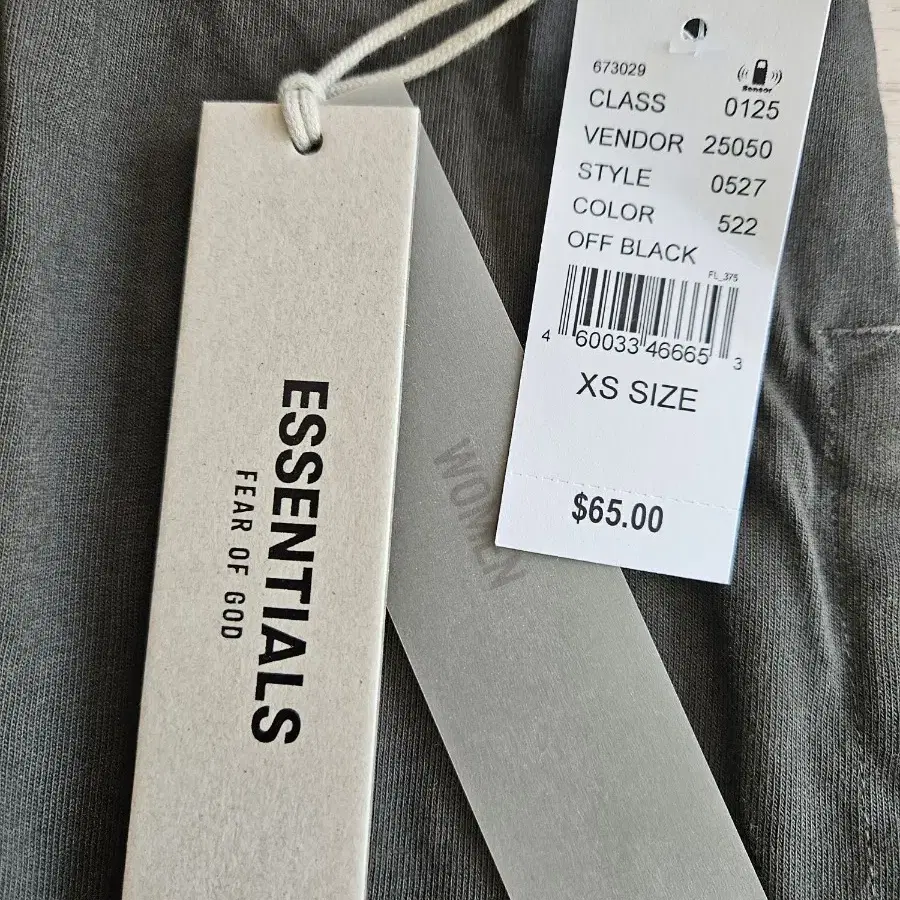 ESSENTIALS
FEAR OF GOD
WOMEN
673029
Sensor
CLASS 0125
VENDOR 25050
STYLE 0527
COLOR 522
OFF BLACK
FL_375
4 60033 46665 3
XS SIZE
$65.00